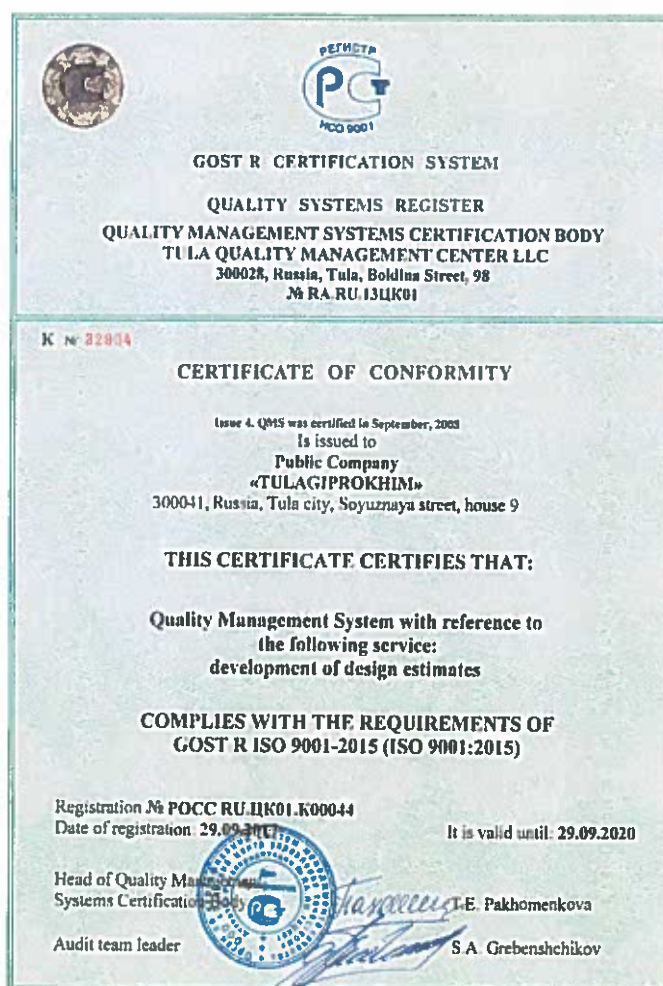 РЕГИСТР
РСТ
ИСО 9001
GOST R CERTIFICATION SYSTEM
QUALITY SYSTEMS REGISTER
QUALITY MANAGEMENT SYSTEMS CERTIFICATION BODY
TULA QUALITY MANAGEMENT CENTER LLC
300028, Russia, Tula, Boldina Street, 98
№ RA.RU.13ЦК01
K №
CERTIFICATE OF CONFORMITY
Issue 4. QMS was certified in September,
Is issued to
Public Company
«TULAGIPROKHIM»
300041, Russia, Tula city, Soyuznaya street, house 9
THIS CERTIFICATE CERTIFIES THAT:
Quality Management System with reference to
the following service:
development of design estimates
COMPLIES WITH THE REQUIREMENTS OF
GOST R ISO 9001-2015 (ISO 9001:2015)
Registration № РОСС RU.ЦК01.К00044
Date of registration
It is valid until: 29.09.2020
Head of Quality Management
Systems Certification Body
T.E. Pakhomenkova
Audit team leader
S.A. Grebenshchikov